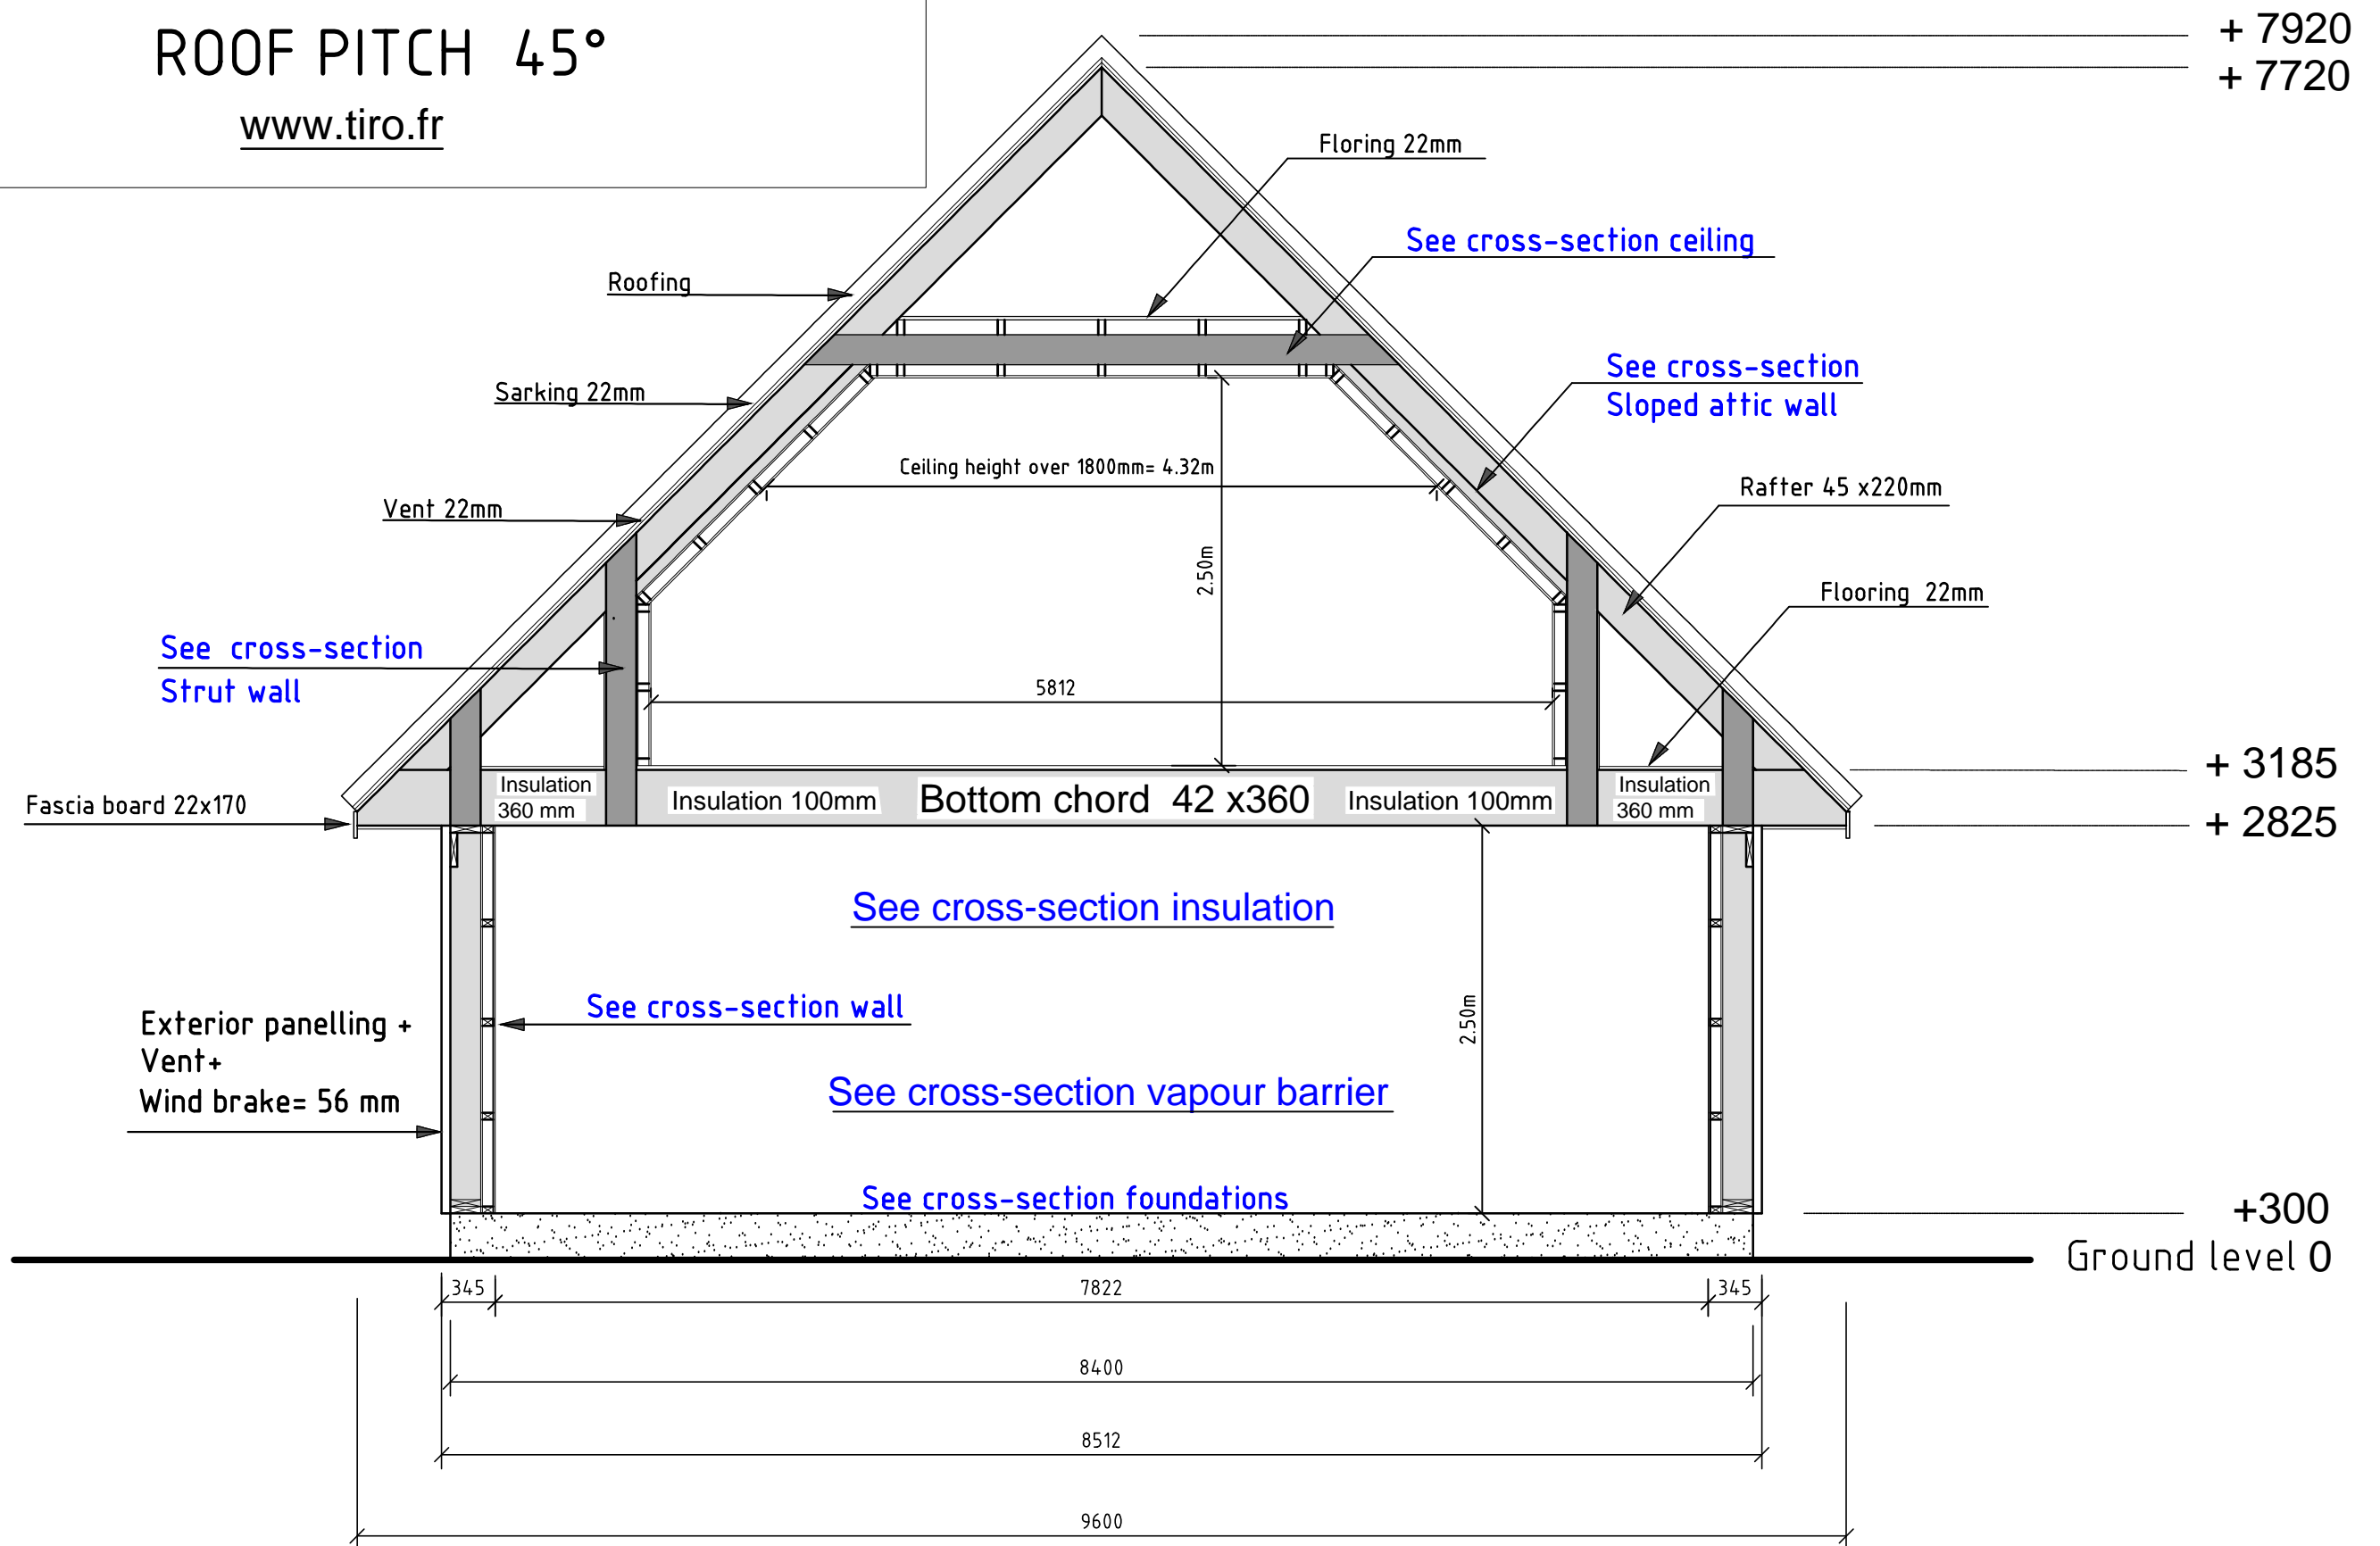 ROOF PITCH 45°
www.tiro.fr
+ 7920
+ 7720
Floring 22mm
See cross-section ceiling
Roofing
See cross-section
Sloped attic wall
Sarking 22mm
Ceiling height over 1800mm= 4.32m
Rafter 45 x220mm
Vent 22mm
2.50m
Flooring 22mm
See cross-section
Strut wall
5812
+ 3185
Insulation
360 mm
Insulation 100mm
Bottom chord 42 x360
Insulation 100mm
Insulation
360 mm
Fascia board 22x170
+ 2825
See cross-section insulation
See cross-section wall
2.50m
Exterior panelling +
Vent+
Wind brake= 56 mm
See cross-section vapour barrier
See cross-section foundations
+300
Ground level 0
345
7822
345
8400
8512
9600